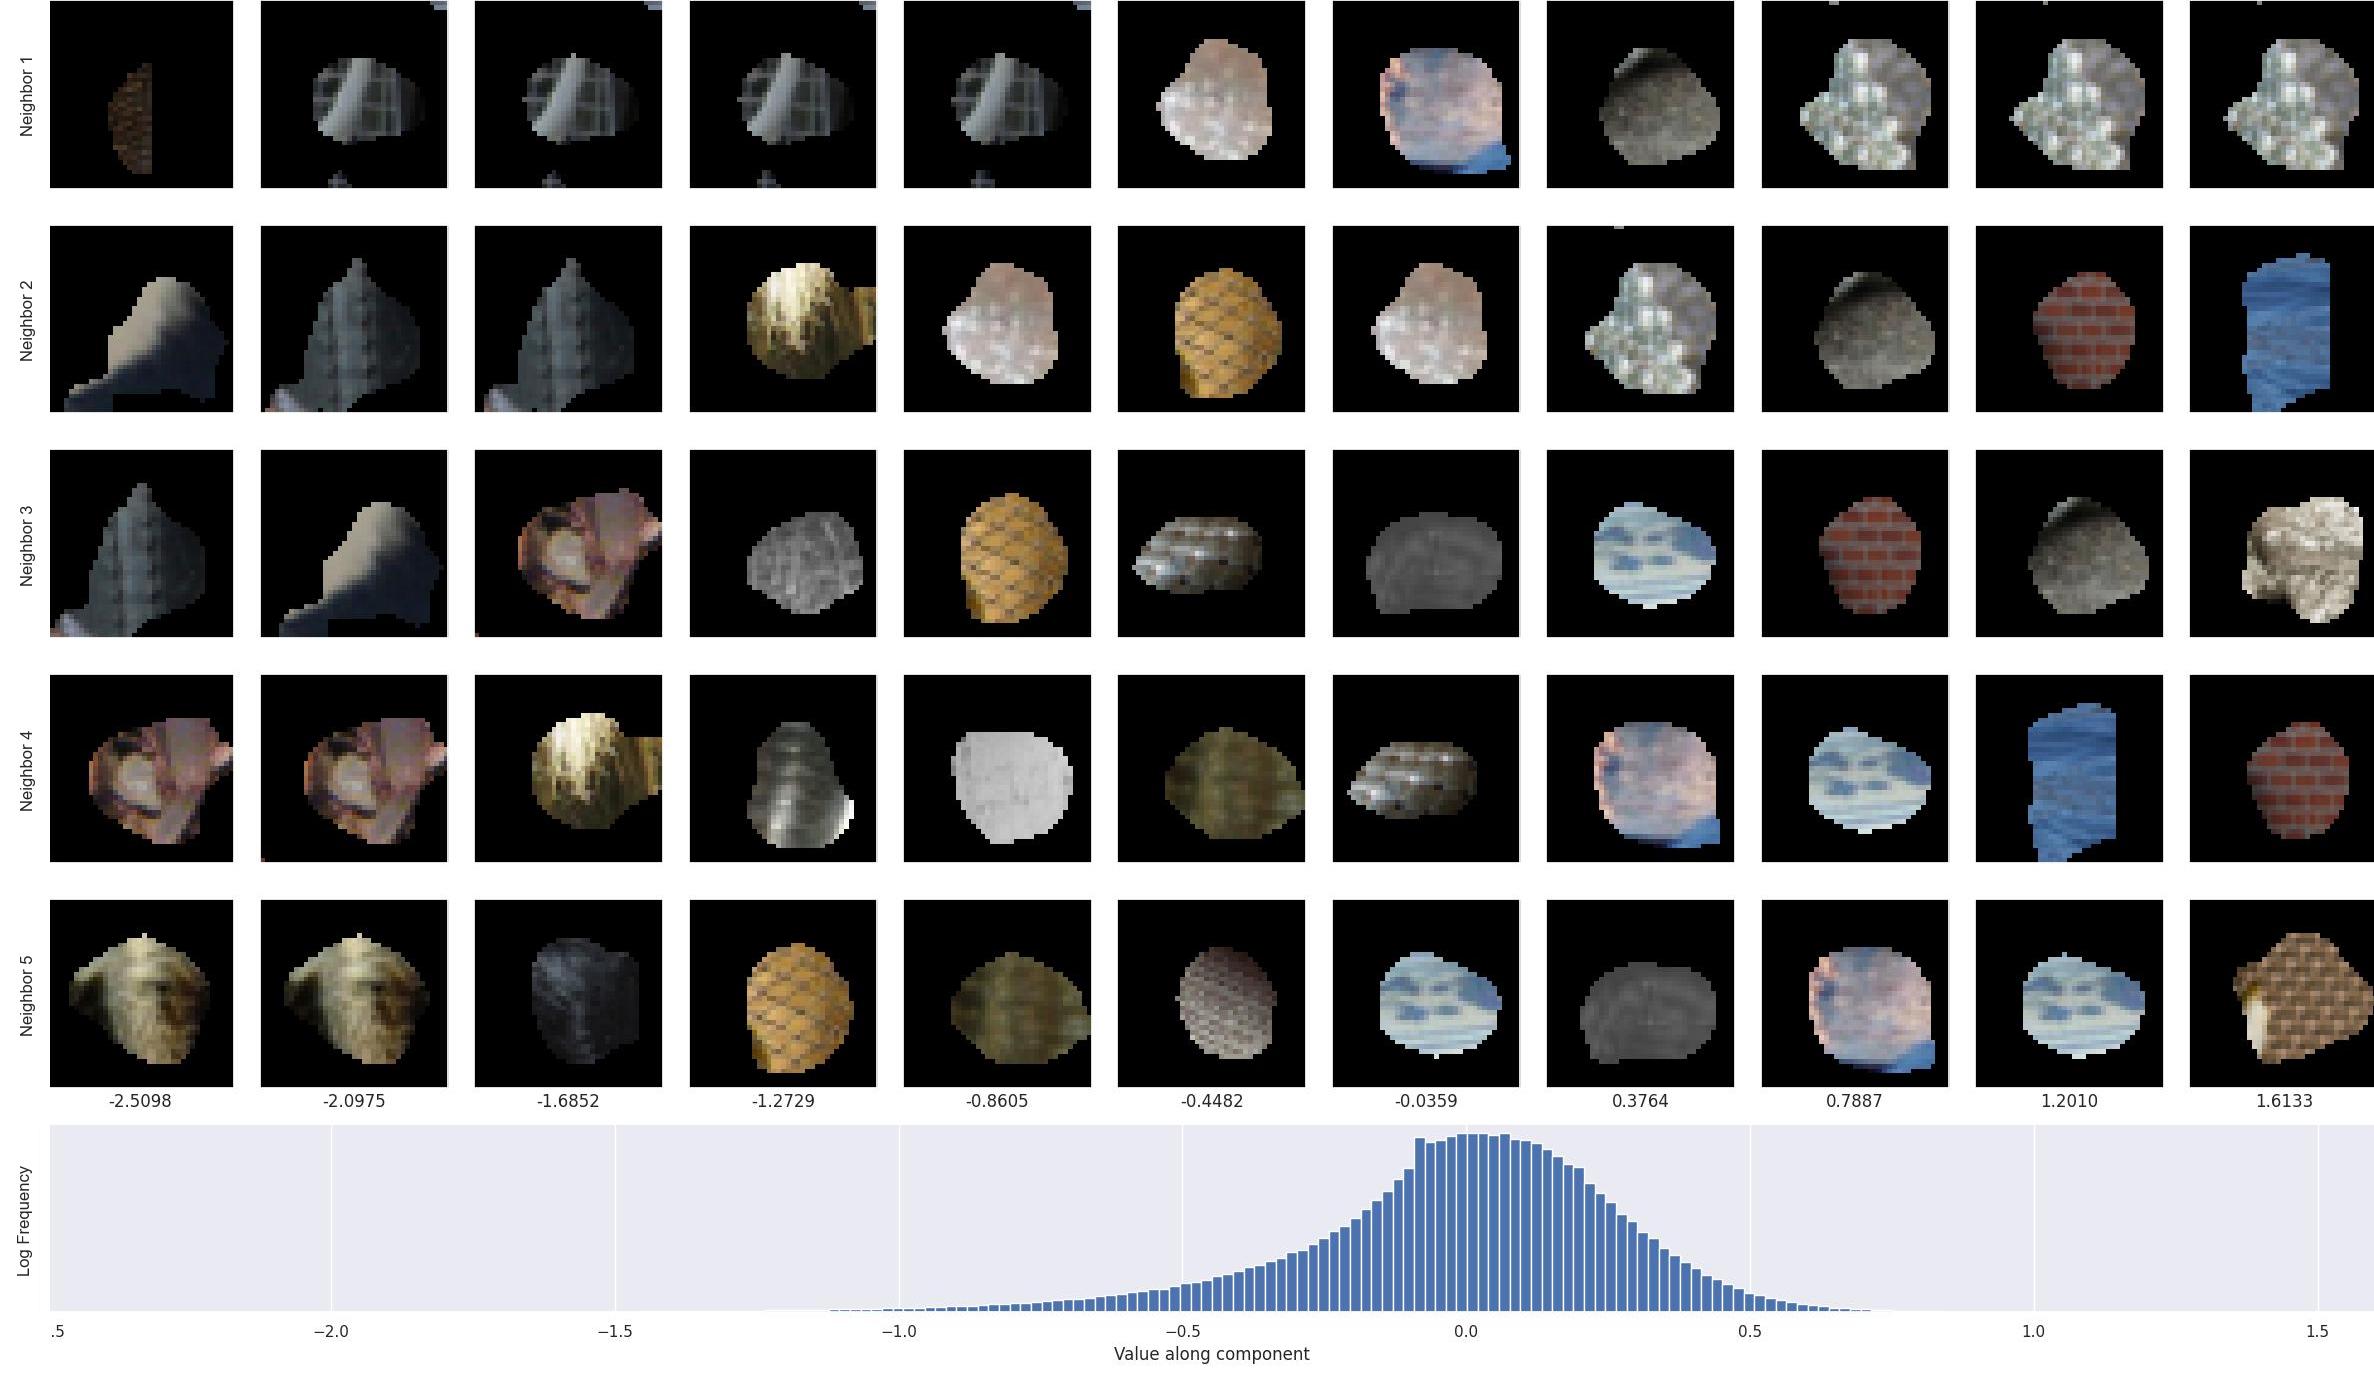 Neighbor 1
Neighbor 2
Neighbor 3
Neighbor 4
Neighbor 5
-2.5098 -2.0975 -1.6852 -1.2729 -0.8605 -0.4482 -0.0359 0.3764 0.7887 1.2010 1.6133
Log Frequency
.5 −2.0 −1.5 −1.0 −0.5 0.0 0.5 1.0 1.5
Value along component